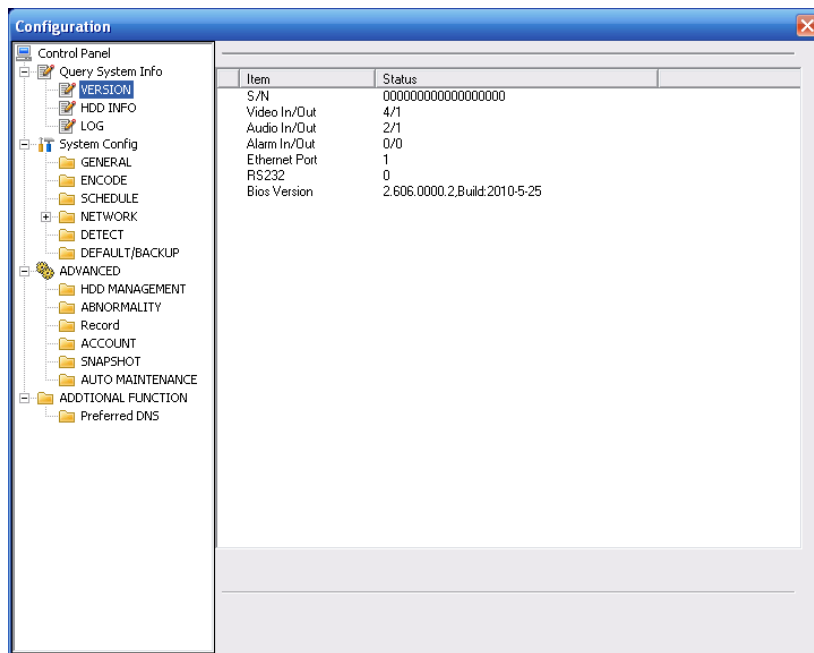 Configuration
Control Panel
Query System Info
VERSION
HDD INFO
LOG
System Config
GENERAL
ENCODE
SCHEDULE
NETWORK
DETECT
DEFAULT/BACKUP
ADVANCED
HDD MANAGEMENT
ABNORMALITY
Record
ACCOUNT
SNAPSHOT
AUTO MAINTENANCE
ADDTIONAL FUNCTION
Preferred DNS
Item Status
S/N 000000000000000000
Video In/Out 4/1
Audio In/Out 2/1
Alarm In/Out 0/0
Ethernet Port 1
RS232 0
Bios Version 2.606.0000.2,Build:2010-5-25